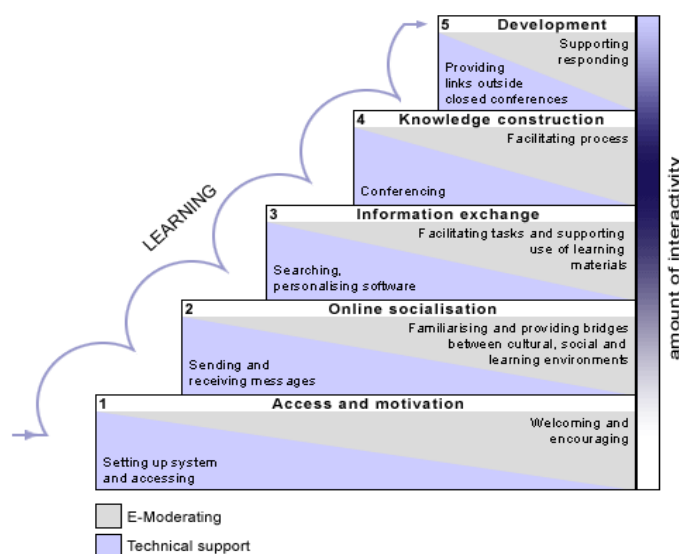 5 Development
Supporting
responding
Providing
links outside
closed conferences
4 Knowledge construction
Facilitating process
Conferencing
LEARNING
3 Information exchange
Facilitating tasks and supporting
use of learning
materials
Searching,
personalising software
2 Online socialisation
Familiarising and providing bridges
between cultural, social and
learning environments
Sending and
receiving messages
1 Access and motivation
Welcoming and
encouraging
Setting up system
and accessing
amount of interactivity
E-Moderating
Technical support